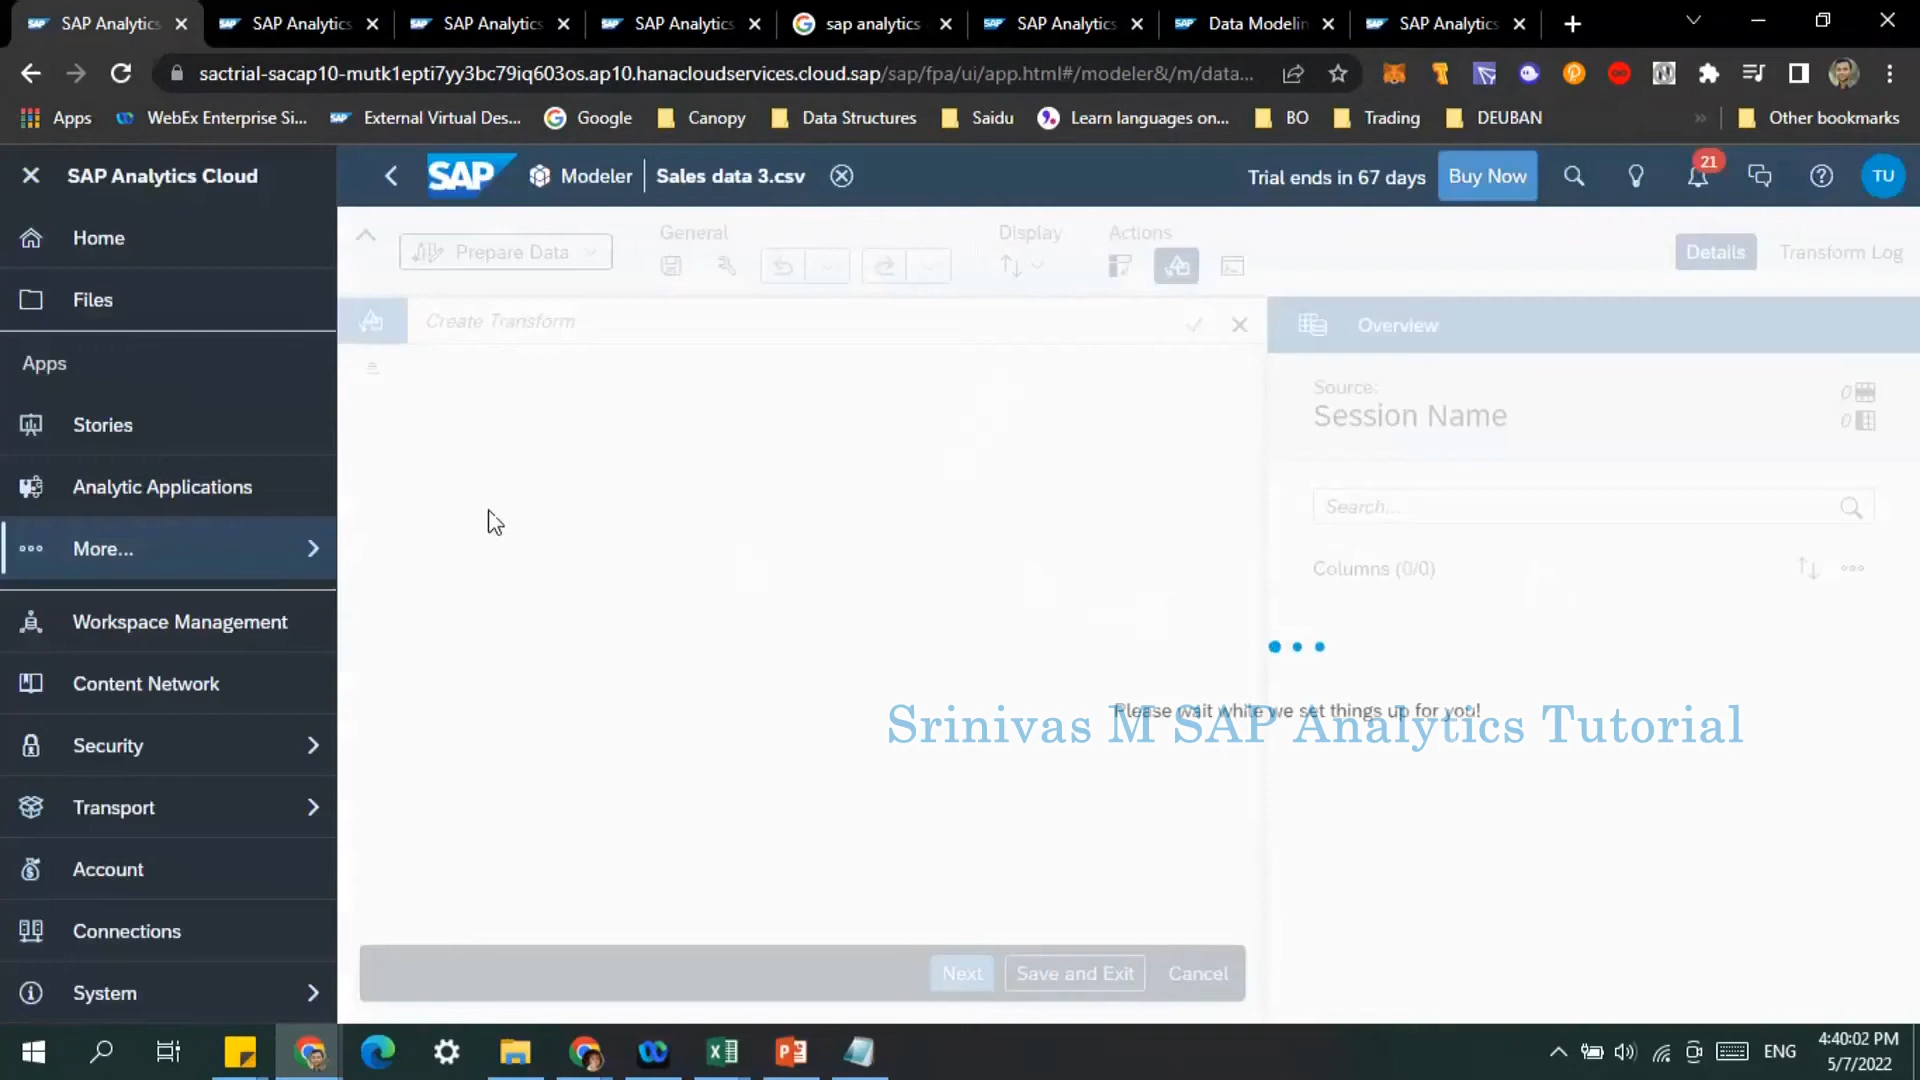 SAP Analytics
SAP Analytics
SAP Analytics
SAP Analytics
sap analytics
SAP Analytics
Data Modelin
SAP Analytics
sactrial-sacap10-mutk1epti7yy3bc79iq603os.ap10.hanacloudservices.cloud.sap/sap/fpa/ui/app.html#/modeler&/m/data...
Apps
WebEx Enterprise Si...
External Virtual Des...
Google
Canopy
Data Structures
Saidu
Learn languages on...
BO
Trading
DEUBAN
»
Other bookmarks
SAP Analytics Cloud
SAP
Modeler
Sales data 3.csv
Trial ends in 67 days
Buy Now
21
TU
Home
Files
Apps
Stories
Analytic Applications
More...
Workspace Management
Content Network
Security
Transport
Account
Connections
System
Prepare Data
General
Display
Actions
Details
Transform Log
Create Transform
Overview
Source:
Session Name
0
0
Search...
Columns (0/0)
Please wait while we set things up for you!
Srinivas M SAP Analytics Tutorial
Next
Save and Exit
Cancel
ENG
4:40:02 PM
5/7/2022